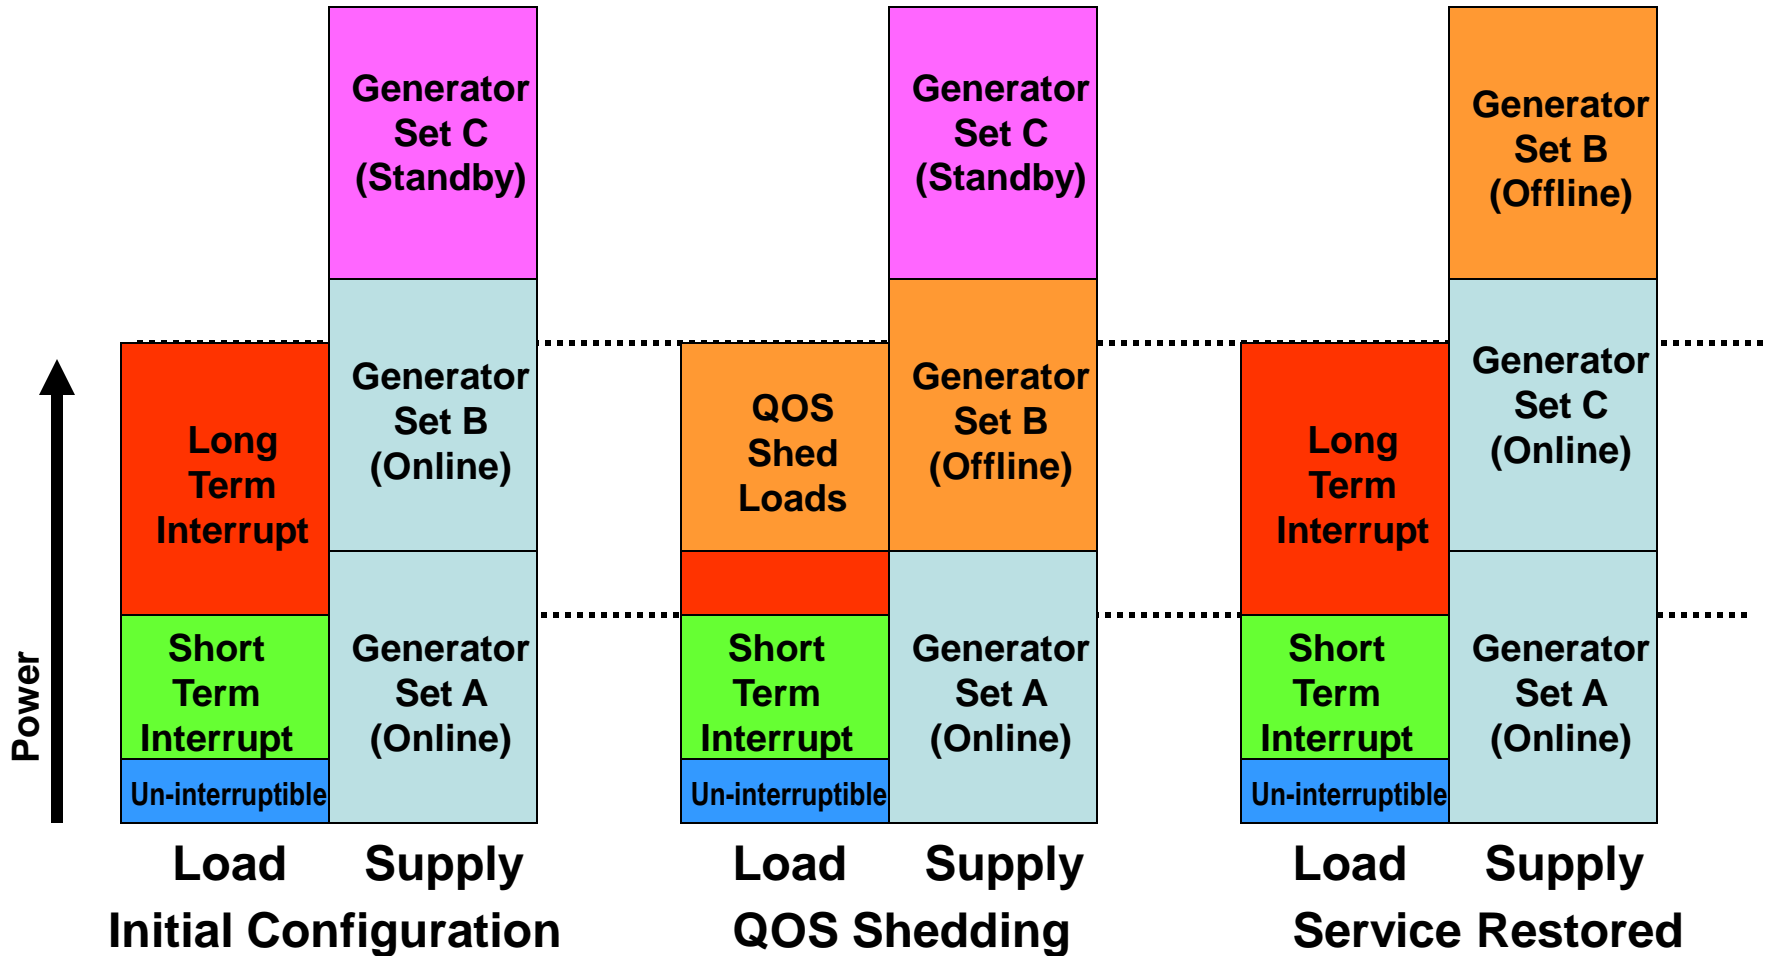 Power
Long
Term
Interrupt
Short
Term
Interrupt
Un-interruptible
Generator
Set C
(Standby)
Generator
Set B
(Online)
Generator
Set A
(Online)
Load
Supply
Initial Configuration
QOS
Shed
Loads
Short
Term
Interrupt
Un-interruptible
Generator
Set C
(Standby)
Generator
Set B
(Offline)
Generator
Set A
(Online)
Load
Supply
QOS Shedding
Long
Term
Interrupt
Short
Term
Interrupt
Un-interruptible
Generator
Set B
(Offline)
Generator
Set C
(Online)
Generator
Set A
(Online)
Load
Supply
Service Restored